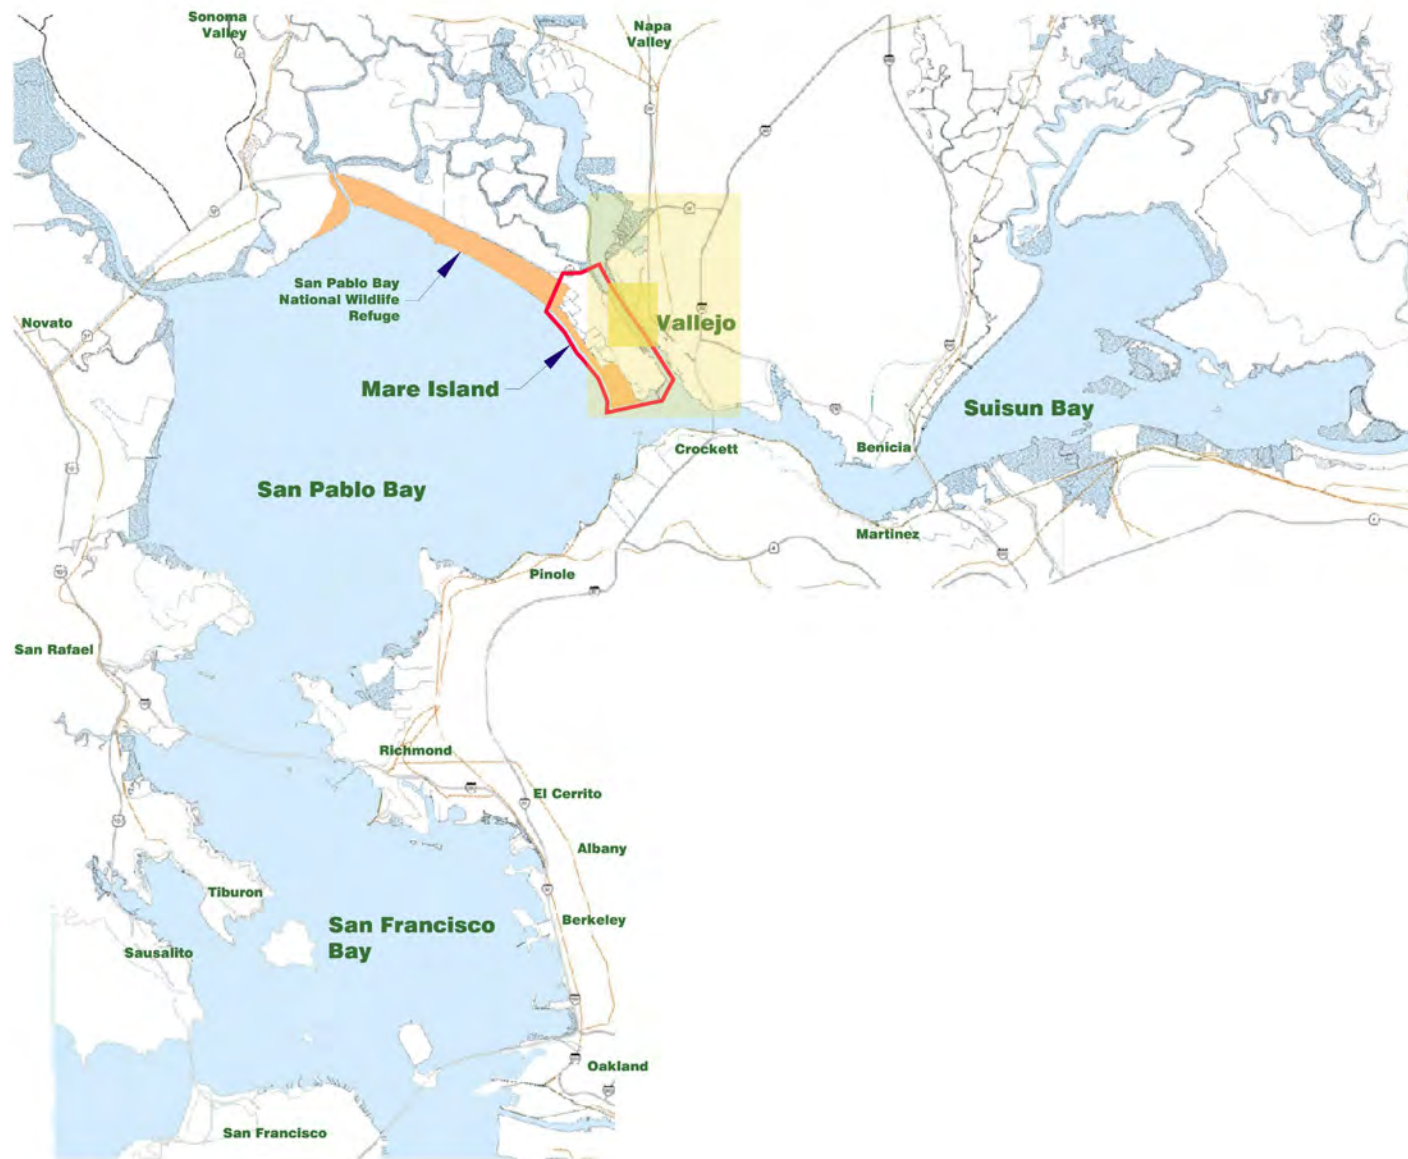 Sonoma
Valley
Napa
Valley
San Pablo Bay
National Wildlife
Refuge
Novato
Vallejo
Mare Island
Suisun Bay
Crockett
Benicia
San Pablo Bay
Martinez
Pinole
San Rafael
Richmond
El Cerrito
Albany
Tiburon
Berkeley
San Francisco
Bay
Sausalito
Oakland
San Francisco